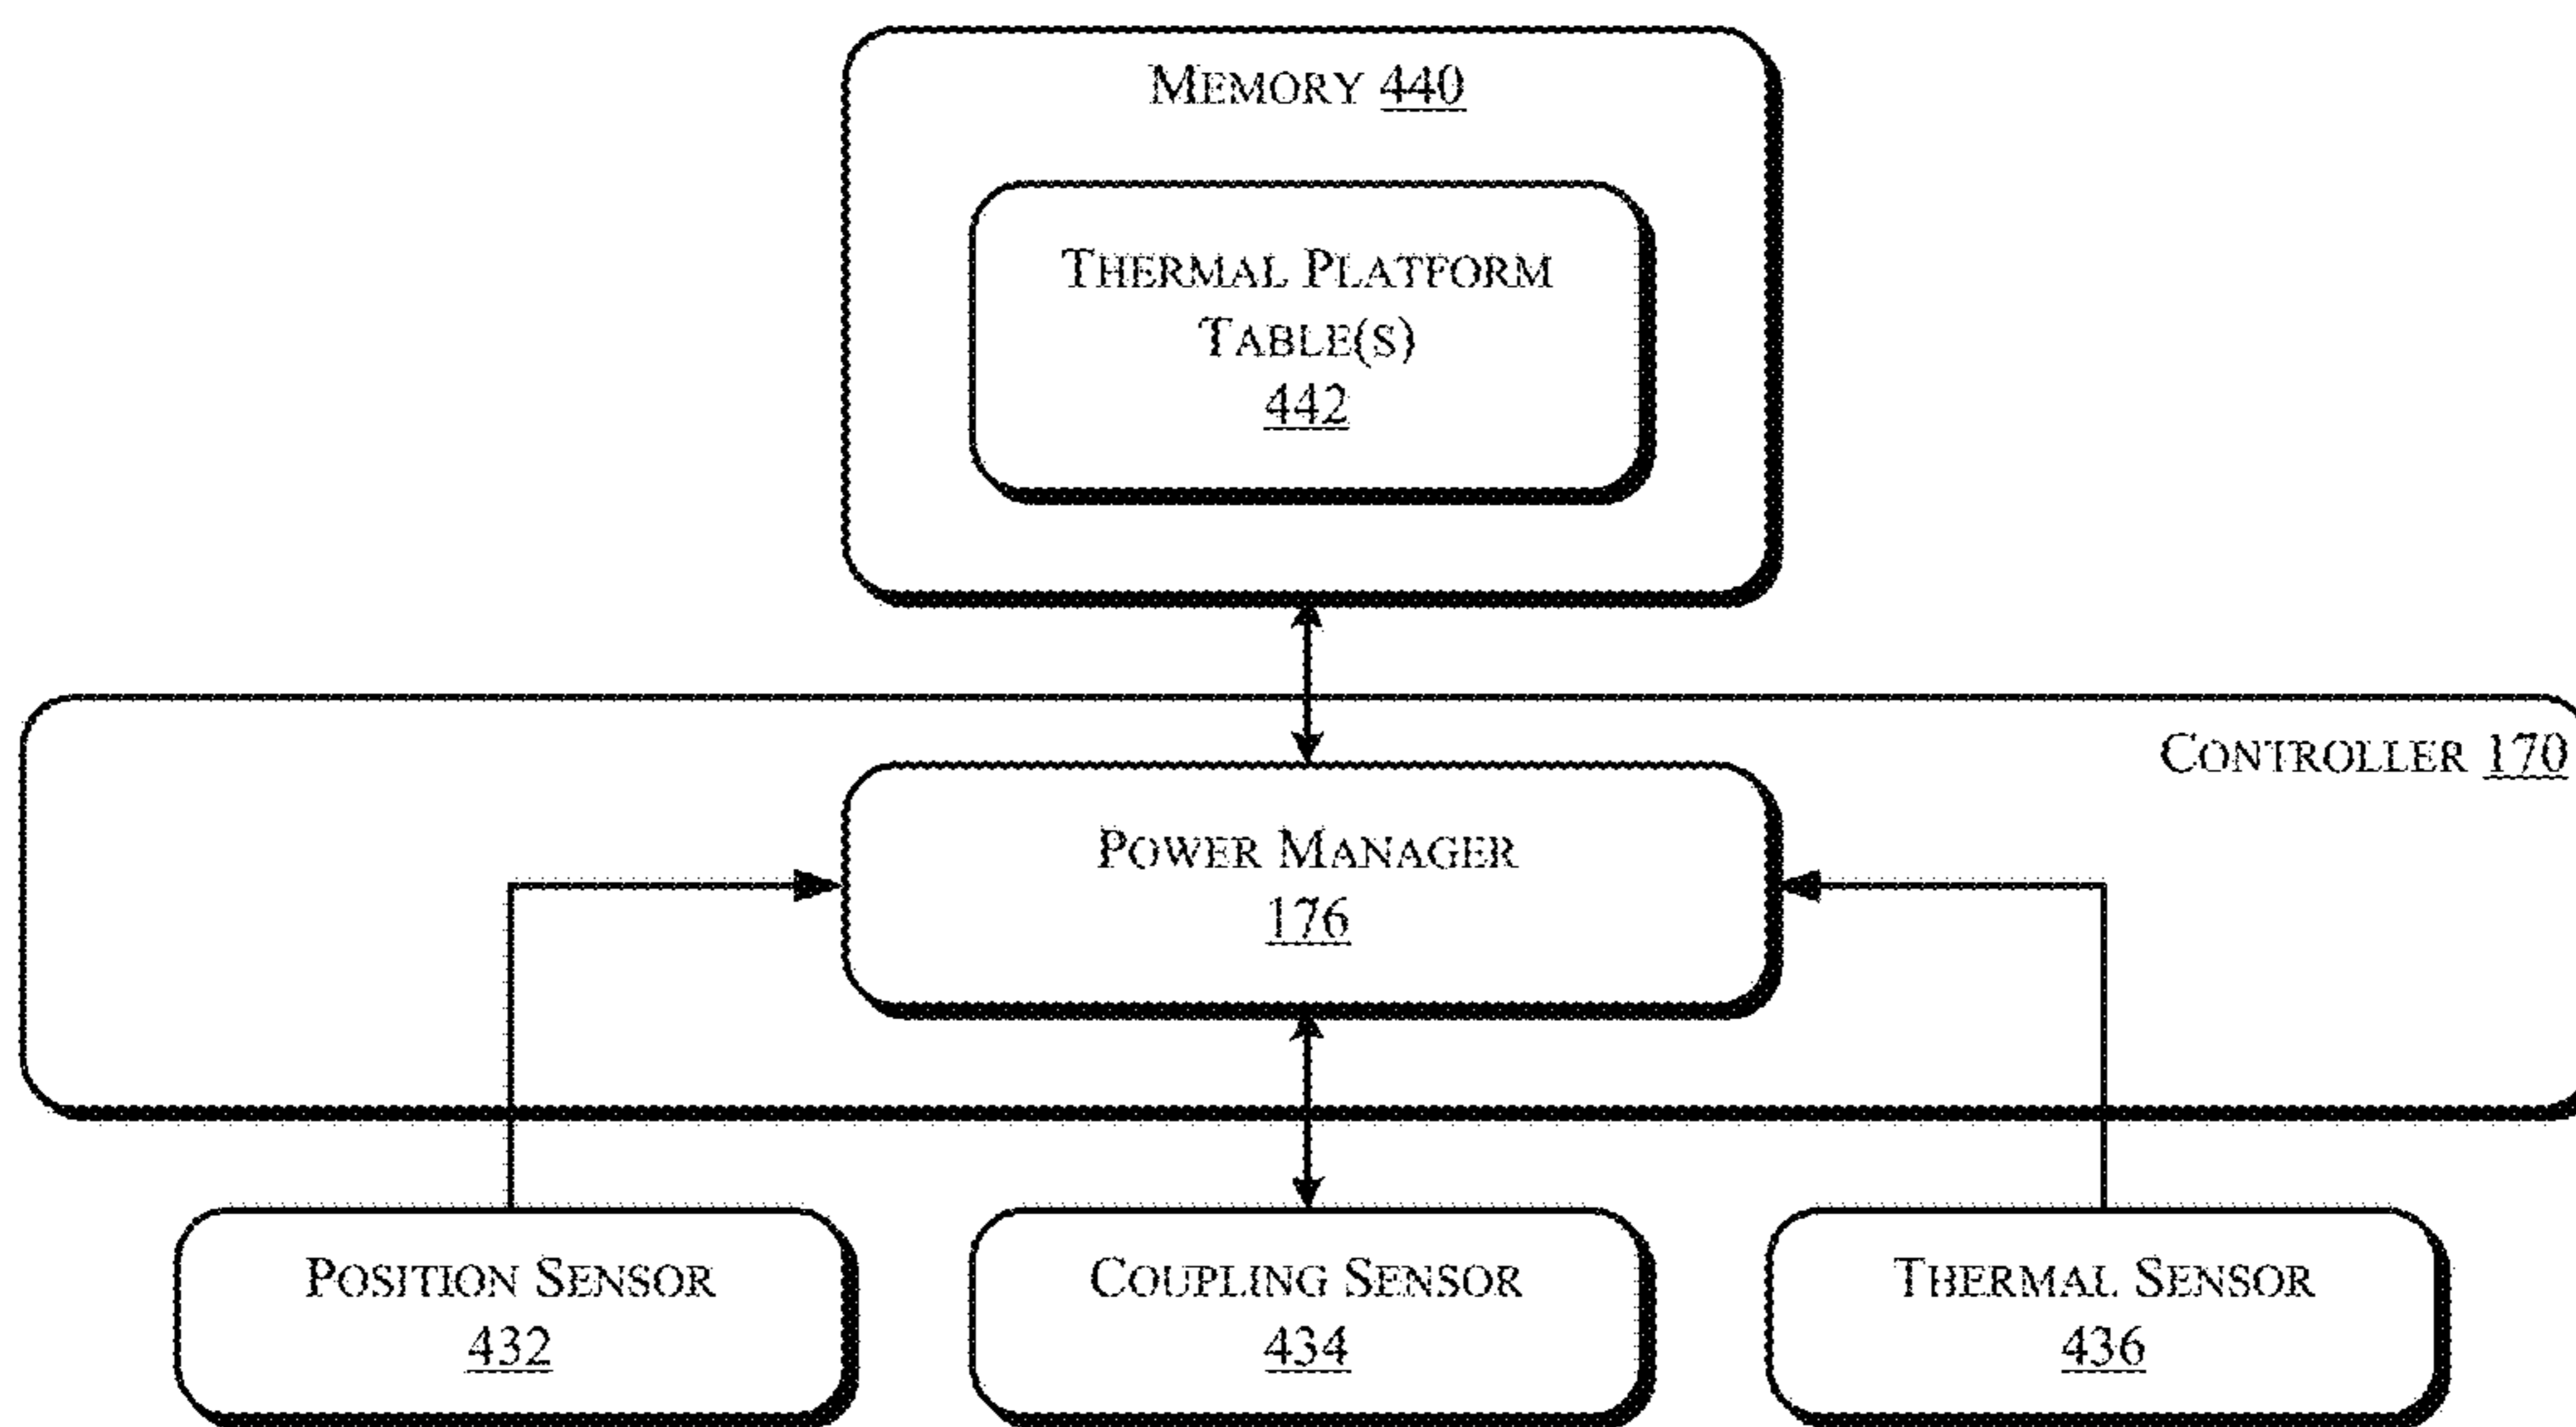 MEMORY 440
THERMAL PLATFORM
TABLE(S)
442
CONTROLLER 170
POWER MANAGER
176
POSITION SENSOR
432
COUPLING SENSOR
434
THERMAL SENSOR
436